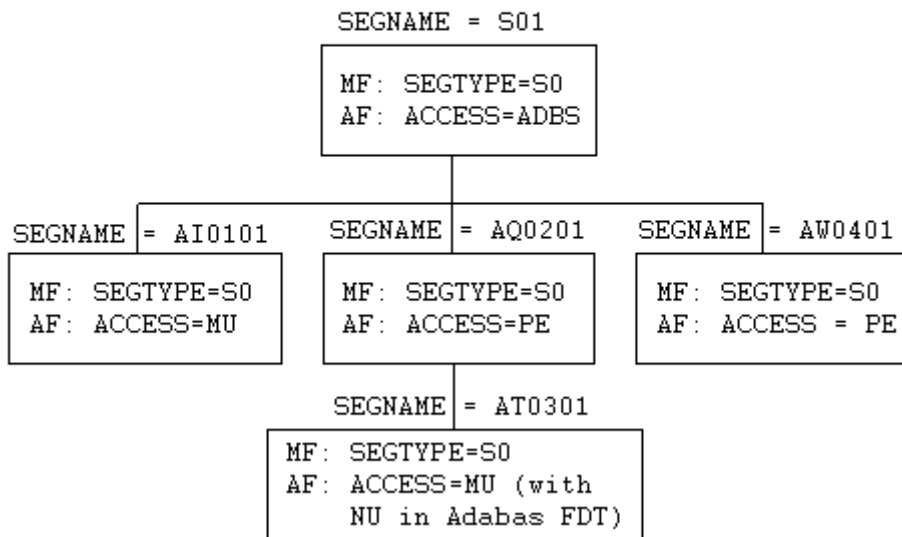 SEGNAME = S01
MF: SEGTYPE=S0
AF: ACCESS=ADBS
SEGNAME = AI0101
MF: SEGTYPE=S0
AF: ACCESS=MU
SEGNAME = AQ0201
MF: SEGTYPE=S0
AF: ACCESS=PE
SEGNAME = AW0401
MF: SEGTYPE=S0
AF: ACCESS = PE
SEGNAME = AT0301
MF: SEGTYPE=S0
AF: ACCESS=MU (with
NU in Adabas FDT)